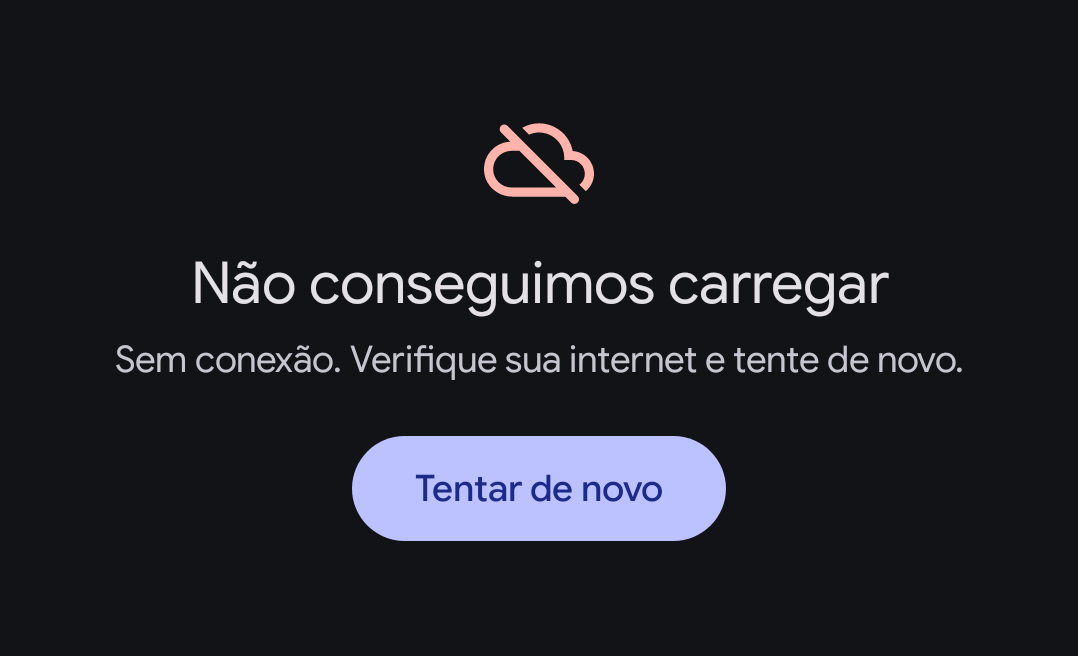 Não conseguimos carregar
Sem conexão. Verifique sua internet e tente de novo.
Tentar de novo